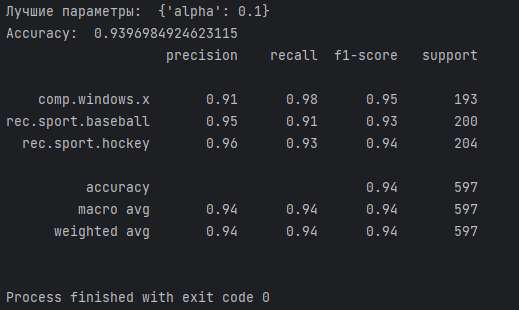 Лучшие параметры:  {'alpha': 0.1}
Accuracy:  0.9396984924623115
                    precision    recall  f1-score   support

    comp.windows.x       0.91      0.98      0.95       193
rec.sport.baseball       0.95      0.91      0.93       200
  rec.sport.hockey       0.96      0.93      0.94       204

          accuracy                           0.94       597
         macro avg       0.94      0.94      0.94       597
      weighted avg       0.94      0.94      0.94       597

Process finished with exit code 0